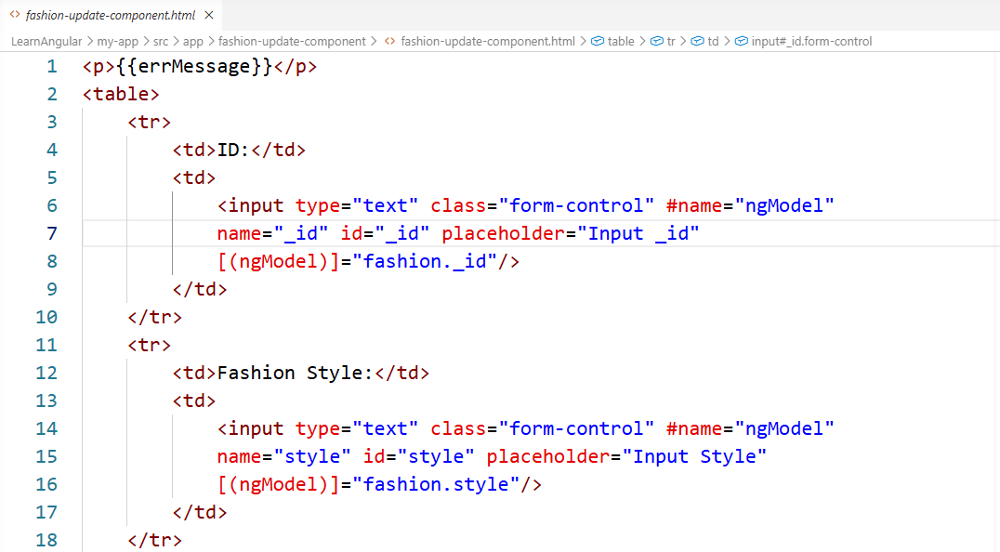 <> fashion-update-component.html ×
LearnAngular > my-app > src > app > fashion-update-component > <> fashion-update-component.html > table > tr > td > input#_id.form-control
1 <p>{{errMessage}}</p>
2 <table>
3     <tr>
4         <td>ID:</td>
5         <td>
6             <input type="text" class="form-control" #name="ngModel"
7             name="_id" id="_id" placeholder="Input _id"
8             [(ngModel)]="fashion._id"/>
9         </td>
10     </tr>
11     <tr>
12         <td>Fashion Style:</td>
13         <td>
14             <input type="text" class="form-control" #name="ngModel"
15             name="style" id="style" placeholder="Input Style"
16             [(ngModel)]="fashion.style"/>
17         </td>
18     </tr>